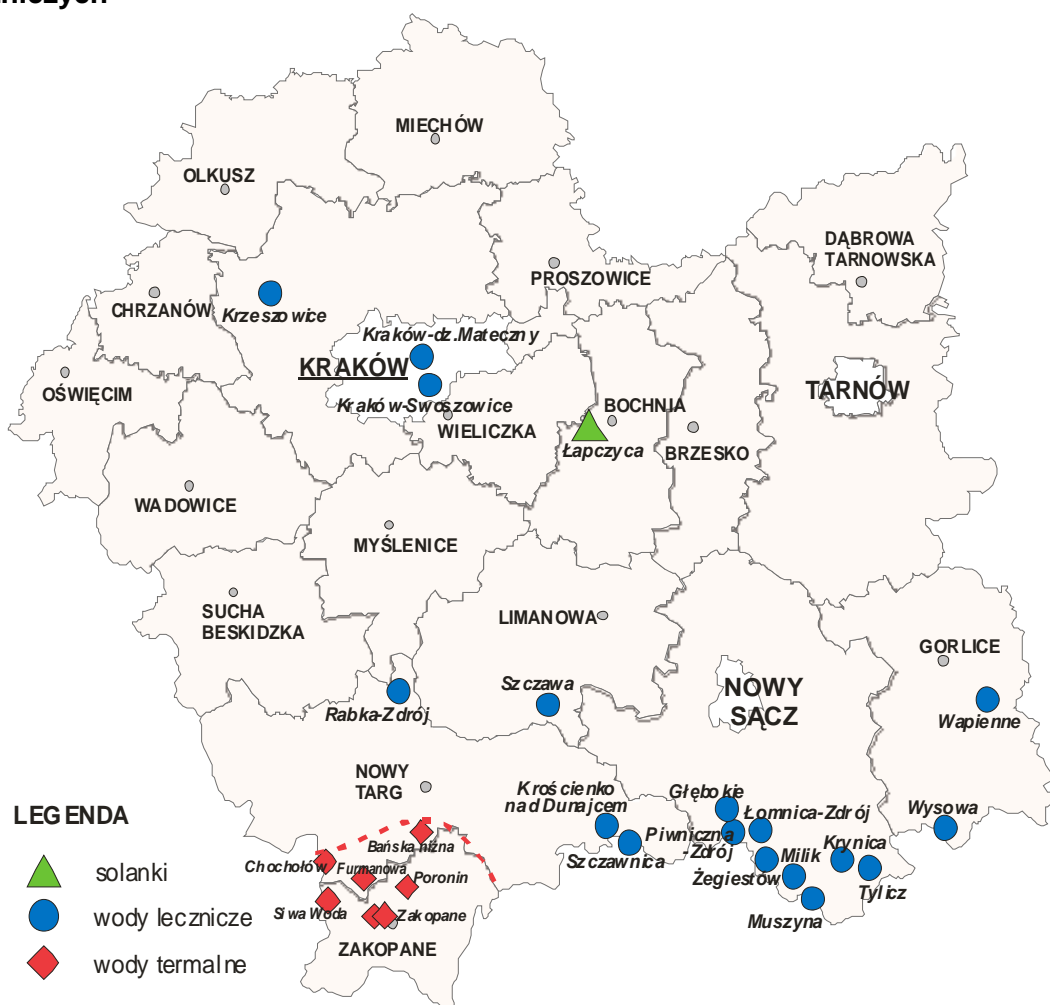 MIECHÓW
OLKUSZ
DĄBROWA
TARNOWSKA
PROSZOWICE
CHRZANÓW
Krzeszowice
Kraków-dz.Mateczny
KRAKÓW
OŚWIĘCIM
TARNÓW
Kraków-Swoszowice
BOCHNIA
WIELICZKA
Łapczyca
BRZESKO
WADOWICE
MYŚLENICE
SUCHA
BESKIDZKA
LIMANOWA
GORLICE
Szczawa
NOWY
SĄCZ
Rabka-Zdrój
Wapienne
NOWY
TARG
Krościenko
nad Dunajcem
Głębokie
Łomnica-Zdrój
Wysowa
LEGENDA
Piwniczna
-Zdrój
Krynica
Bańska niżna
Szczawnica
Milik
Chochołów
Furmanowa
Żegiestów
Poronin
Tylicz
solanki
Siwa Woda
Zakopane
Muszyna
wody lecznicze
ZAKOPANE
wody termalne